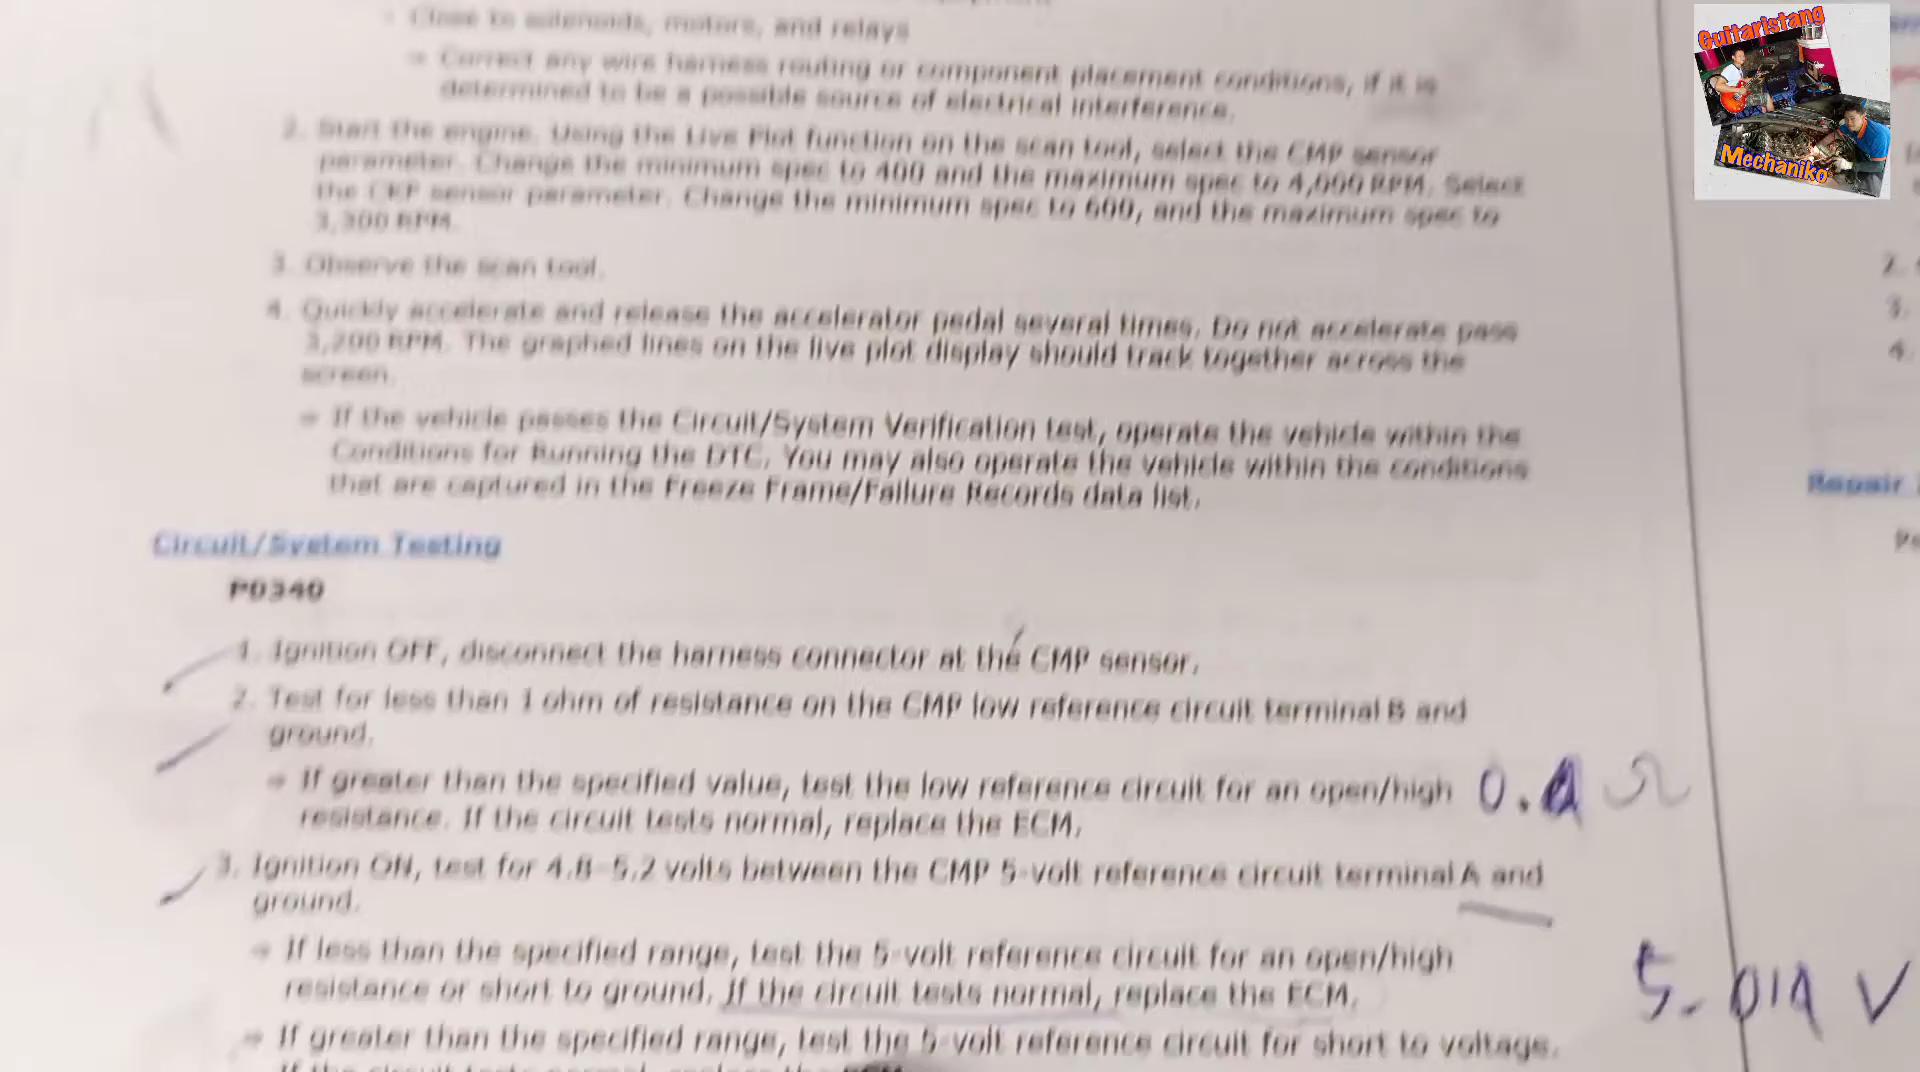 Close to solenoids, motors, and relays
Correct any wire harness routing or component placement conditions, if it is
determined to be a possible source of electrical interference.
2. Start the engine. Using the Live Plot function on the scan tool, select the CMP sensor
parameter. Change the minimum spec to 400 and the maximum spec to 4,000 RPM. Select
the CKP sensor parameter. Change the minimum spec to 600, and the maximum spec to
3,300 RPM.
3. Observe the scan tool.
4. Quickly accelerate and release the accelerator pedal several times. Do not accelerate pass
3,200 RPM. The graphed lines on the live plot display should track together across the
screen.
If the vehicle passes the Circuit/System Verification test, operate the vehicle within the
Conditions for Running the DTC. You may also operate the vehicle within the conditions
that are captured in the Freeze Frame/Failure Records data list.
Circuit/System Testing
P0340
1. Ignition OFF, disconnect the harness connector at the CMP sensor.
2. Test for less than 1 ohm of resistance on the CMP low reference circuit terminal B and
ground.
If greater than the specified value, test the low reference circuit for an open/high
resistance. If the circuit tests normal, replace the ECM.
3. Ignition ON, test for 4.8-5.2 volts between the CMP 5-volt reference circuit terminal A and
ground.
If less than the specified range, test the 5-volt reference circuit for an open/high
resistance or short to ground. If the circuit tests normal, replace the ECM.
If greater than the specified range, test the 5-volt reference circuit for short to voltage.
If the circuit tests normal, replace the ECM.
Guitaristang
Mechaniko
2.
3.
4.
Repair